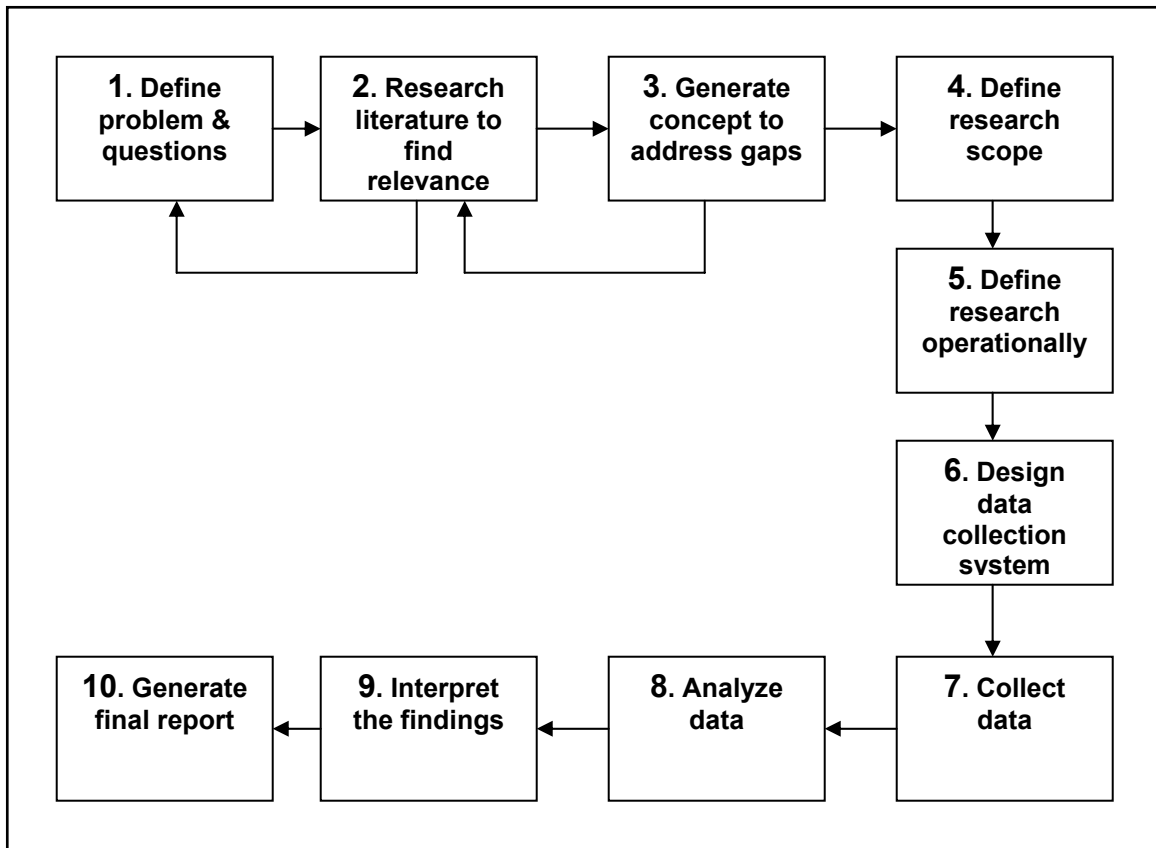 1. Define
problem &
questions
2. Research
literature to
find
relevance
3. Generate
concept to
address gaps
4. Define
research
scope
5. Define
research
operationally
6. Design
data
collection
system
7. Collect
data
8. Analyze
data
9. Interpret
the findings
10. Generate
final report